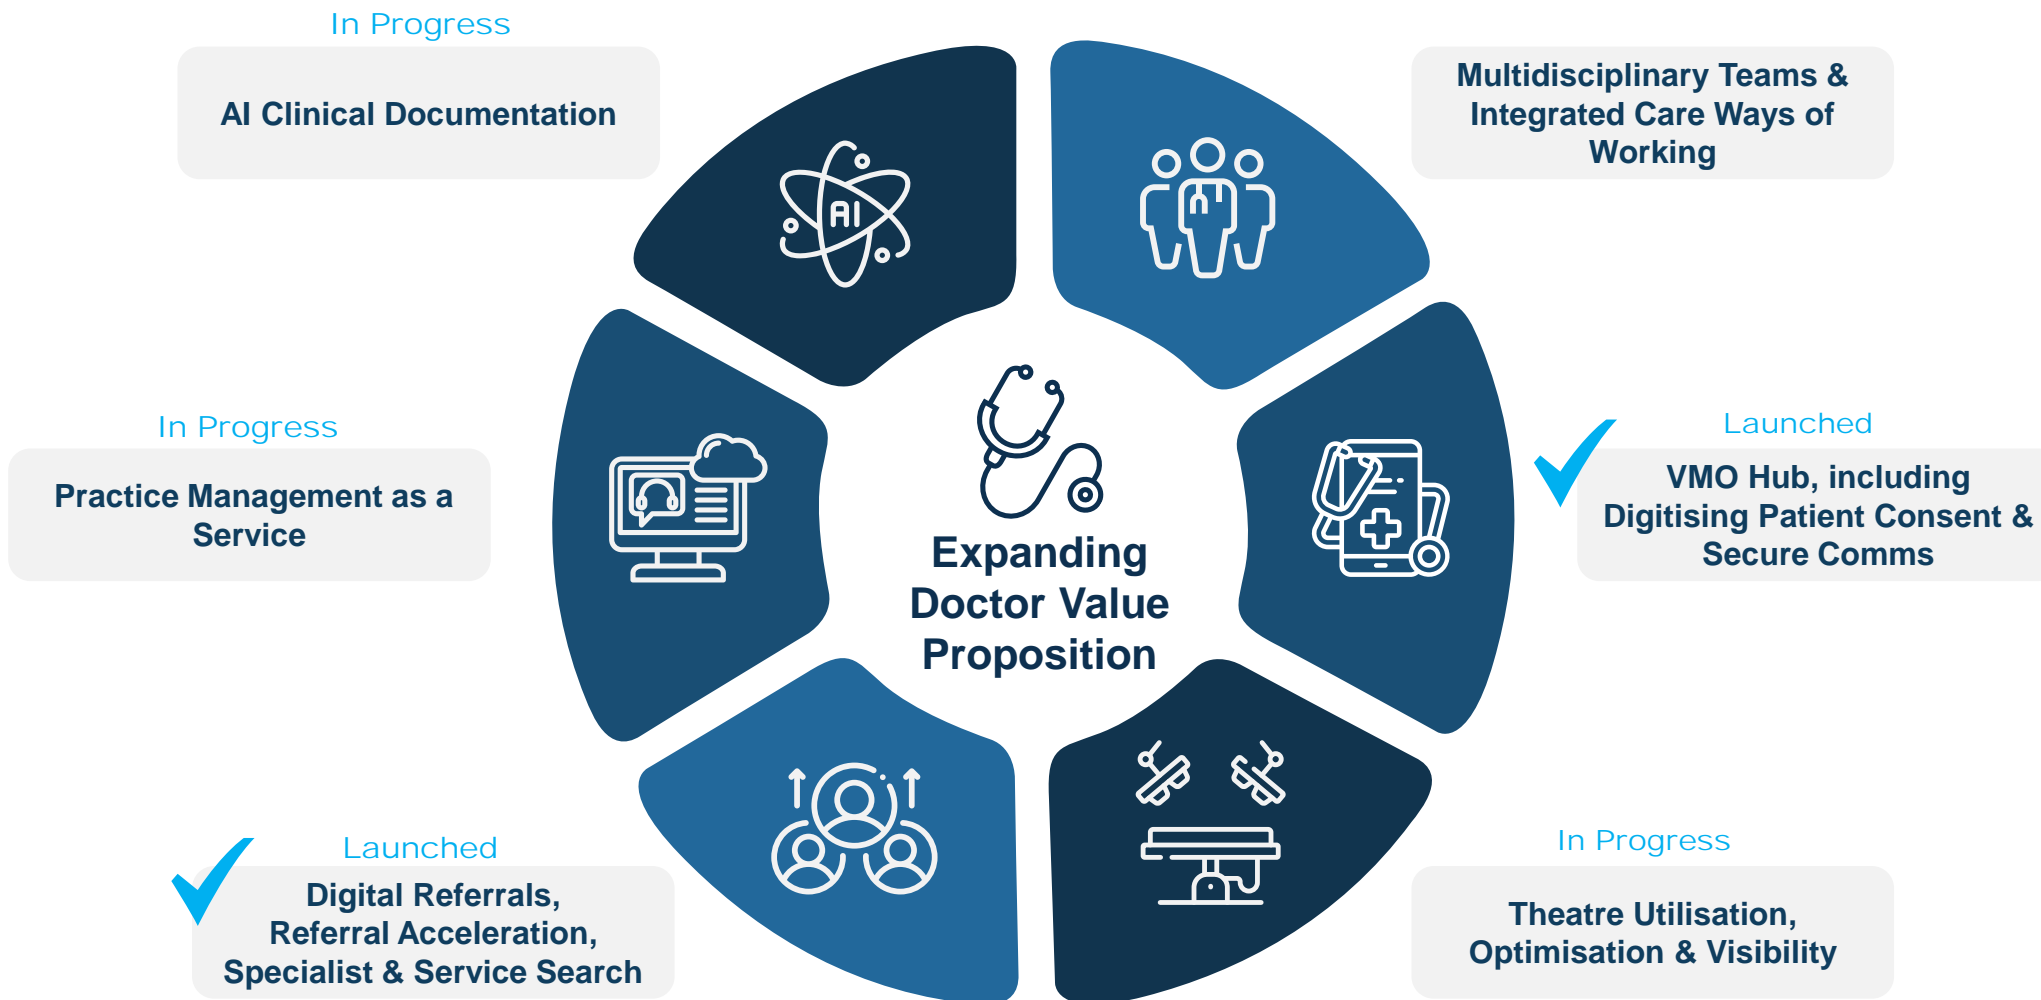 In Progress
AI Clinical Documentation
AI
Multidisciplinary Teams &
Integrated Care Ways of
Working
In Progress
Practice Management as a
Service
Expanding
Doctor Value
Proposition
Launched
VMO Hub, including
Digitising Patient Consent &
Secure Comms
Launched
Digital Referrals,
Referral Acceleration,
Specialist & Service Search
In Progress
Theatre Utilisation,
Optimisation & Visibility